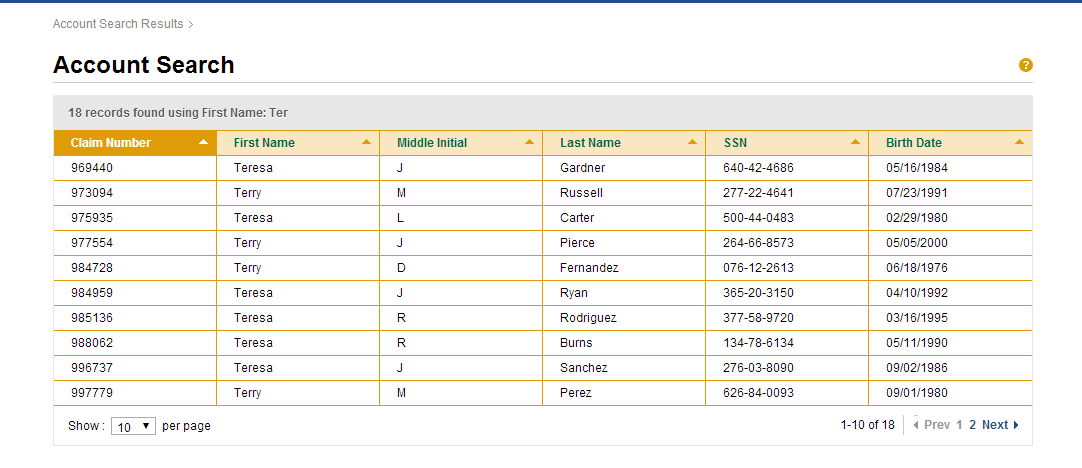 Account Search Results >
Account Search
?
18 records found using First Name: Ter
Claim Number First Name Middle Initial Last Name SSN Birth Date
969440 Teresa J Gardner 640-42-4686 05/16/1984
973094 Terry M Russell 277-22-4641 07/23/1991
975935 Teresa L Carter 500-44-0483 02/29/1980
977554 Terry J Pierce 264-66-8573 05/05/2000
984728 Terry D Fernandez 076-12-2613 06/18/1976
984959 Teresa J Ryan 365-20-3150 04/10/1992
985136 Teresa R Rodriguez 377-58-9720 03/16/1995
988062 Teresa R Burns 134-78-6134 05/11/1990
996737 Teresa J Sanchez 276-03-8090 09/02/1986
997779 Terry M Perez 626-84-0093 09/01/1980
Show : 10 per page 1-10 of 18 Prev 1 2 Next